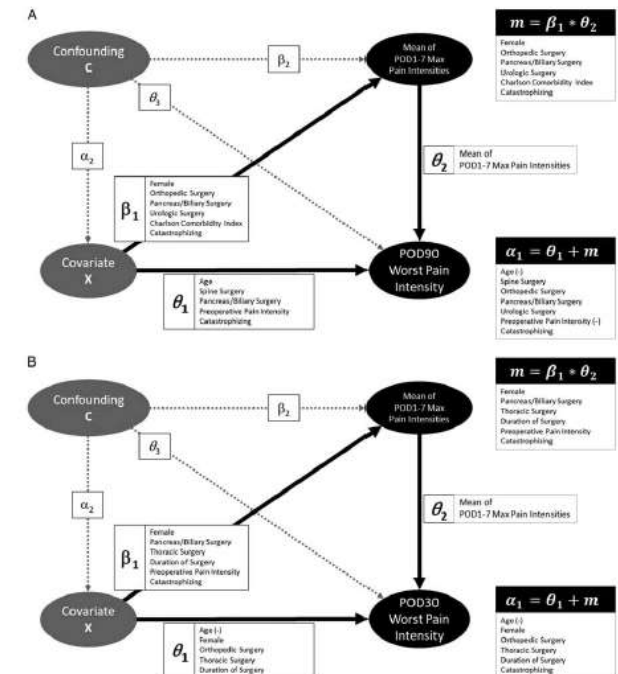 A
Confounding
C
β₂
Mean of
POD1-7 Max
Pain Intensities
m = β₁ * θ₂
Female
Orthopedic Surgery
Pancreas/Biliary Surgery
Urologic Surgery
Charlson Comorbidity Index
Catastrophizing
θ₃
α₂
β₁
Female
Orthopedic Surgery
Pancreas/Biliary Surgery
Urologic Surgery
Charlson Comorbidity Index
Catastrophizing
θ₂
Mean of
POD1-7 Max Pain Intensities
Covariate
X
θ₁
Age
Spine Surgery
Pancreas/Biliary Surgery
Preoperative Pain Intensity
Catastrophizing
POD90
Worst Pain
Intensity
α₁ = θ₁ + m
Age (-)
Spine Surgery
Orthopedic Surgery
Pancreas/Biliary Surgery
Urologic Surgery
Preoperative Pain Intensity (-)
Catastrophizing
B
Confounding
C
β₂
Mean of
POD1-7 Max
Pain Intensities
m = β₁ * θ₂
Female
Pancreas/Biliary Surgery
Thoracic Surgery
Duration of Surgery
Preoperative Pain Intensity
Catastrophizing
θ₃
α₂
β₁
Female
Pancreas/Biliary Surgery
Thoracic Surgery
Duration of Surgery
Preoperative Pain Intensity
Catastrophizing
θ₂
Mean of
POD1-7 Max Pain Intensities
Covariate
X
θ₁
Age (-)
Female
Orthopedic Surgery
Thoracic Surgery
Duration of Surgery
POD30
Worst Pain
Intensity
α₁ = θ₁ + m
Age (-)
Female
Orthopedic Surgery
Thoracic Surgery
Duration of Surgery
Catastrophizing